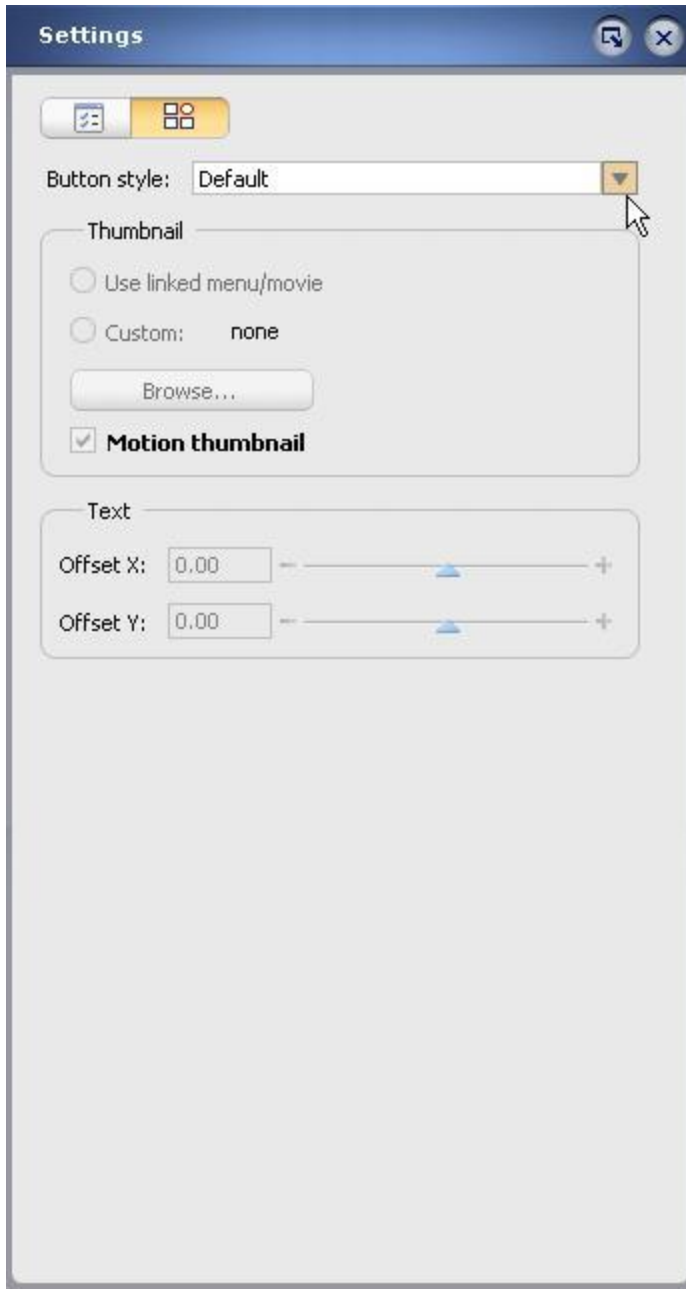 Settings
Button style: Default
Thumbnail
Use linked menu/movie
Custom: none
Browse...
Motion thumbnail
Text
Offset X: 0.00
Offset Y: 0.00